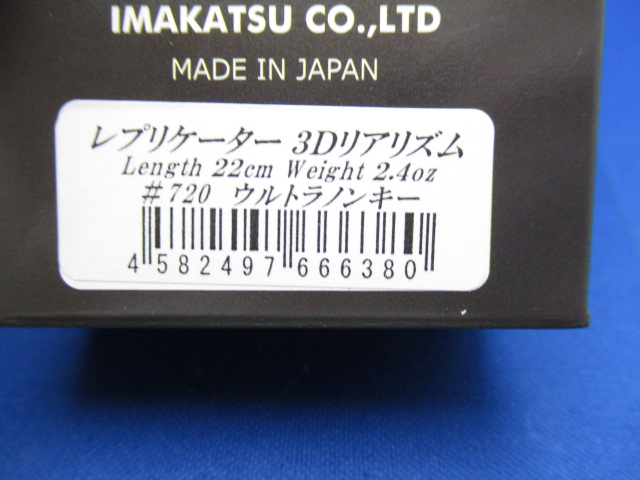 IMAKATSU CO.,LTD
MADE IN JAPAN
レプリケーター 3Dリアリズム
Length 22cm Weight 2.4oz
#720 ウルトラノンキー
4 582497 666380